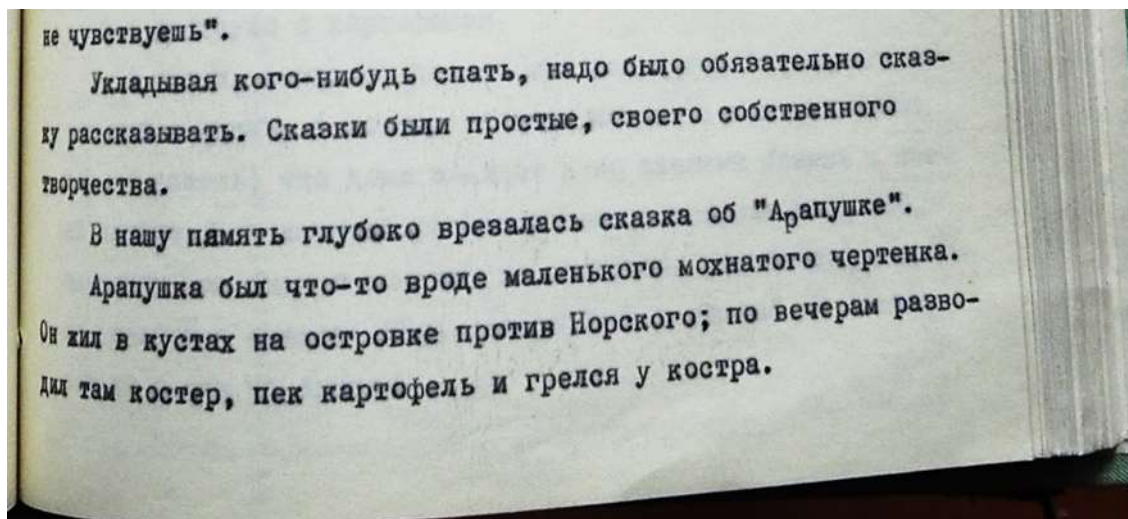 не чувствуешь".
Укладывая кого-нибудь спать, надо было обязательно сказ-
ку рассказывать. Сказки были простые, своего собственного
творчества.
В нашу память глубоко врезалась сказка об "Арапушке".
Арапушка был что-то вроде маленького мохнатого чертенка.
Он жил в кустах на островке против Норского; по вечерам разво-
дил там костер, пек картофель и грелся у костра.